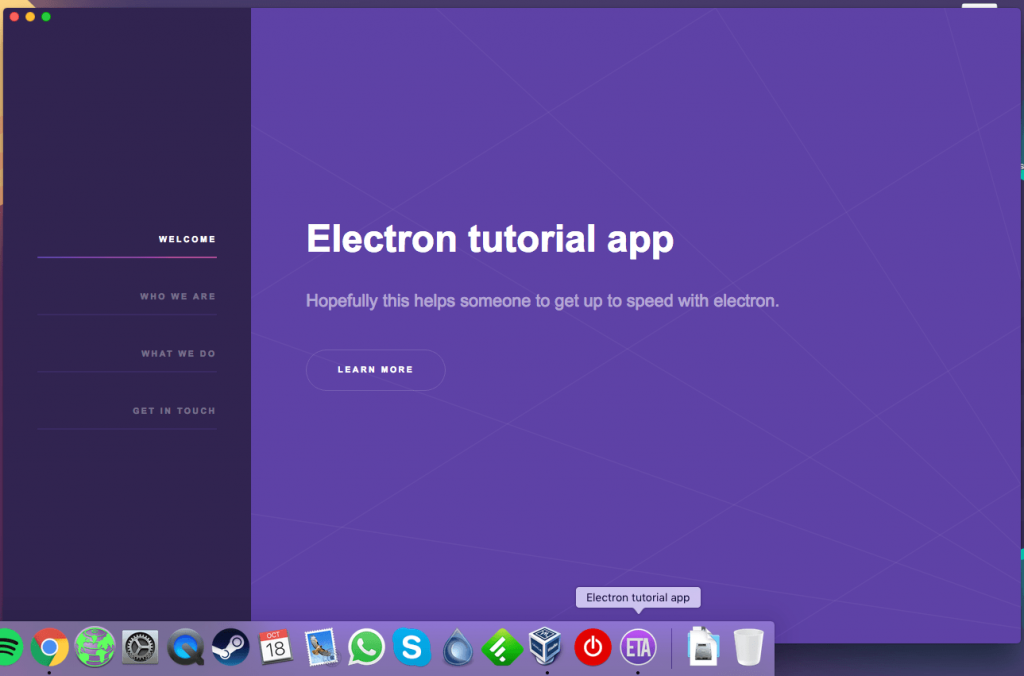 WELCOME
WHO WE ARE
WHAT WE DO
GET IN TOUCH
Electron tutorial app
Hopefully this helps someone to get up to speed with electron.
LEARN MORE
Electron tutorial app
OCT
18
S
ETA